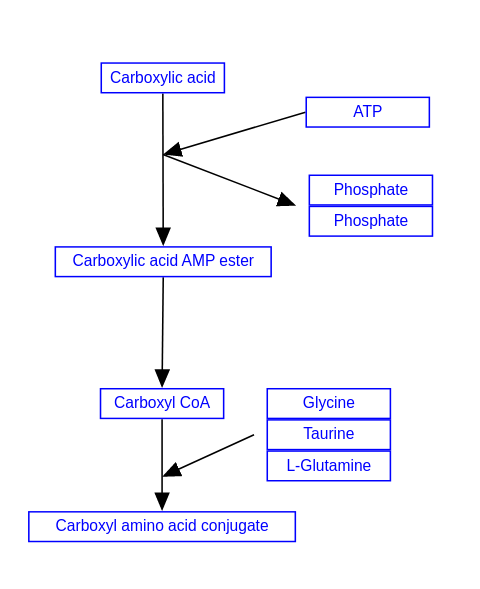 Carboxylic acid
ATP
Phosphate
Phosphate
Carboxylic acid AMP ester
Carboxyl CoA
Glycine
Taurine
L-Glutamine
Carboxyl amino acid conjugate